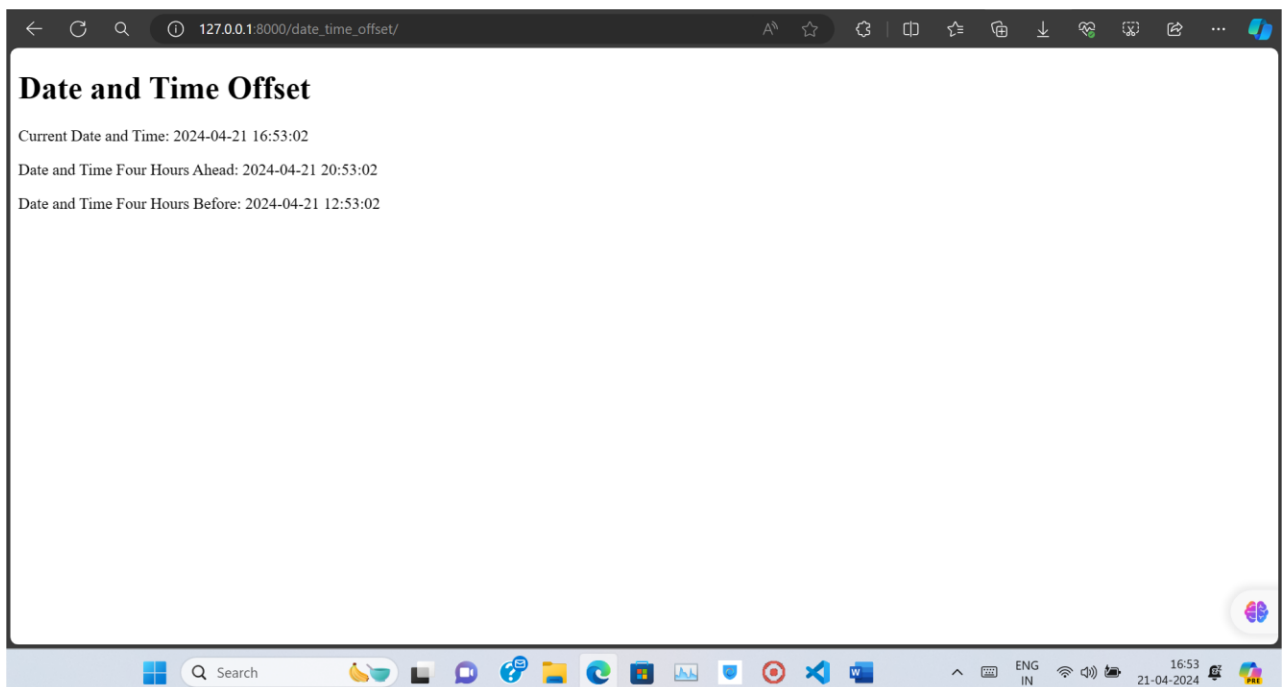 127.0.0.1:8000/date_time_offset/
Date and Time Offset
Current Date and Time: 2024-04-21 16:53:02
Date and Time Four Hours Ahead: 2024-04-21 20:53:02
Date and Time Four Hours Before: 2024-04-21 12:53:02
Search
ENG
IN
16:53
21-04-2024
PRE